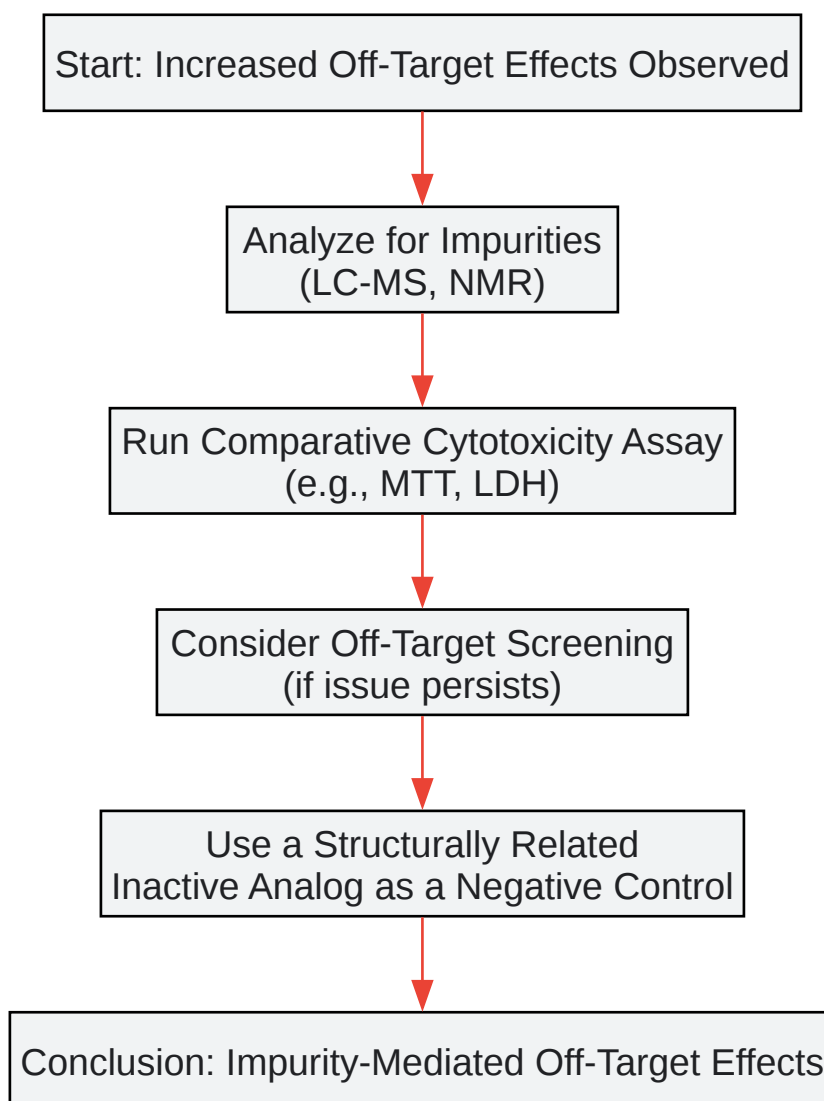 Start: Increased Off-Target Effects Observed
Analyze for Impurities
(LC-MS, NMR)
Run Comparative Cytotoxicity Assay
(e.g., MTT, LDH)
Consider Off-Target Screening
(if issue persists)
Use a Structurally Related
Inactive Analog as a Negative Control
Conclusion: Impurity-Mediated Off-Target Effects